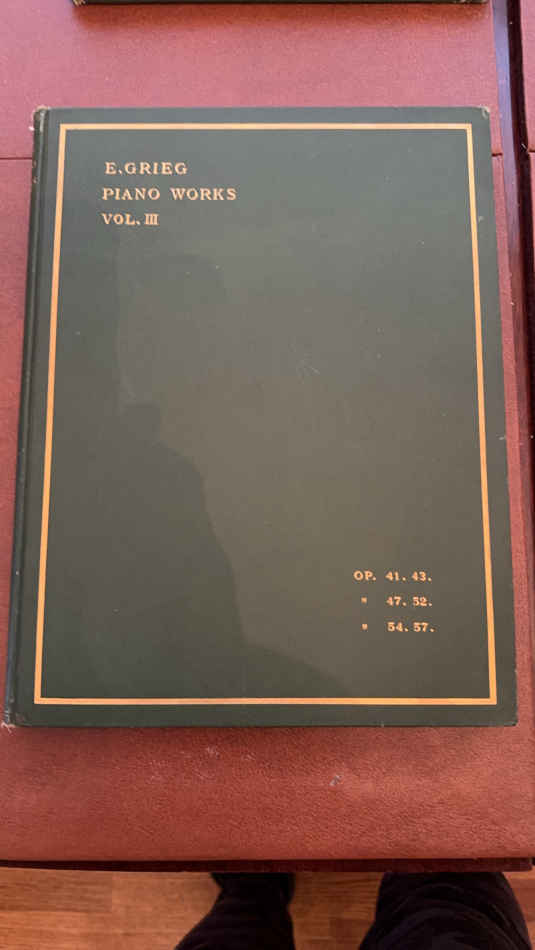 E. GRIEG
PIANO WORKS
VOL. III
OP. 41. 43.
" 47. 52.
" 54. 57.